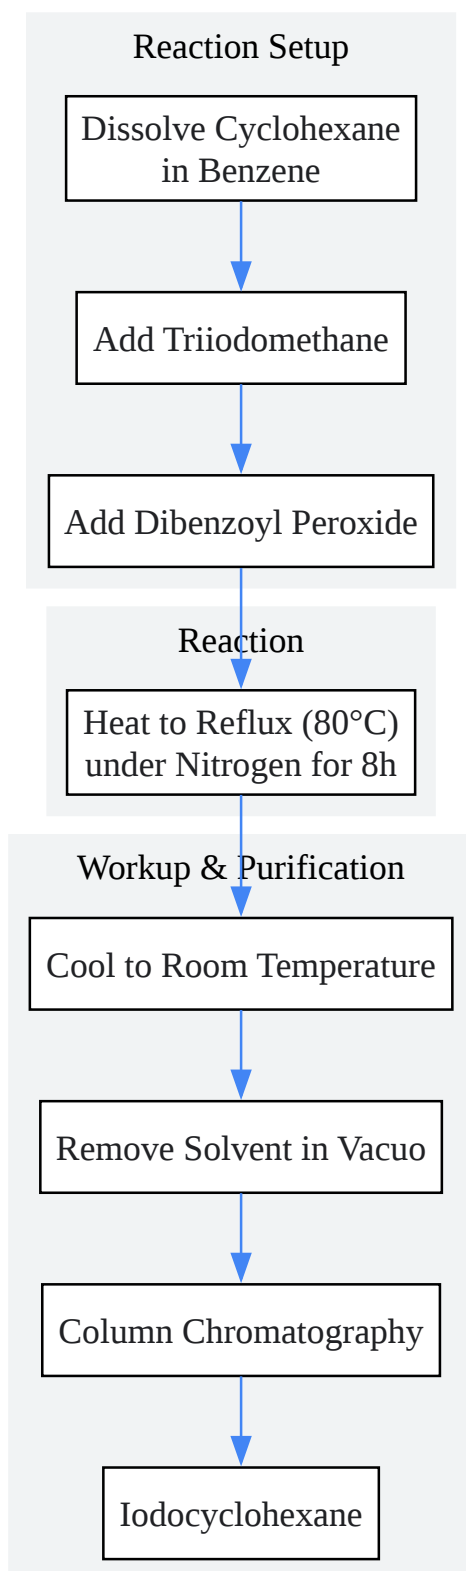 Reaction Setup
Dissolve Cyclohexane
in Benzene
Add Triiodomethane
Add Dibenzoyl Peroxide
Reaction
Heat to Reflux (80°C)
under Nitrogen for 8h
Workup & Purification
Cool to Room Temperature
Remove Solvent in Vacuo
Column Chromatography
Iodocyclohexane